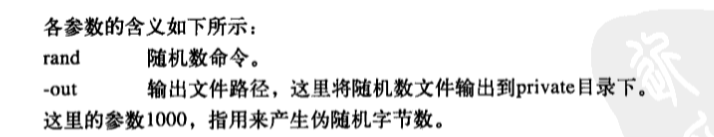 各参数的含义如下所示：
rand 随机数命令。
-out 输出文件路径，这里将随机数文件输出到private目录下。
这里的参数1000，指用来产生伪随机字节数。